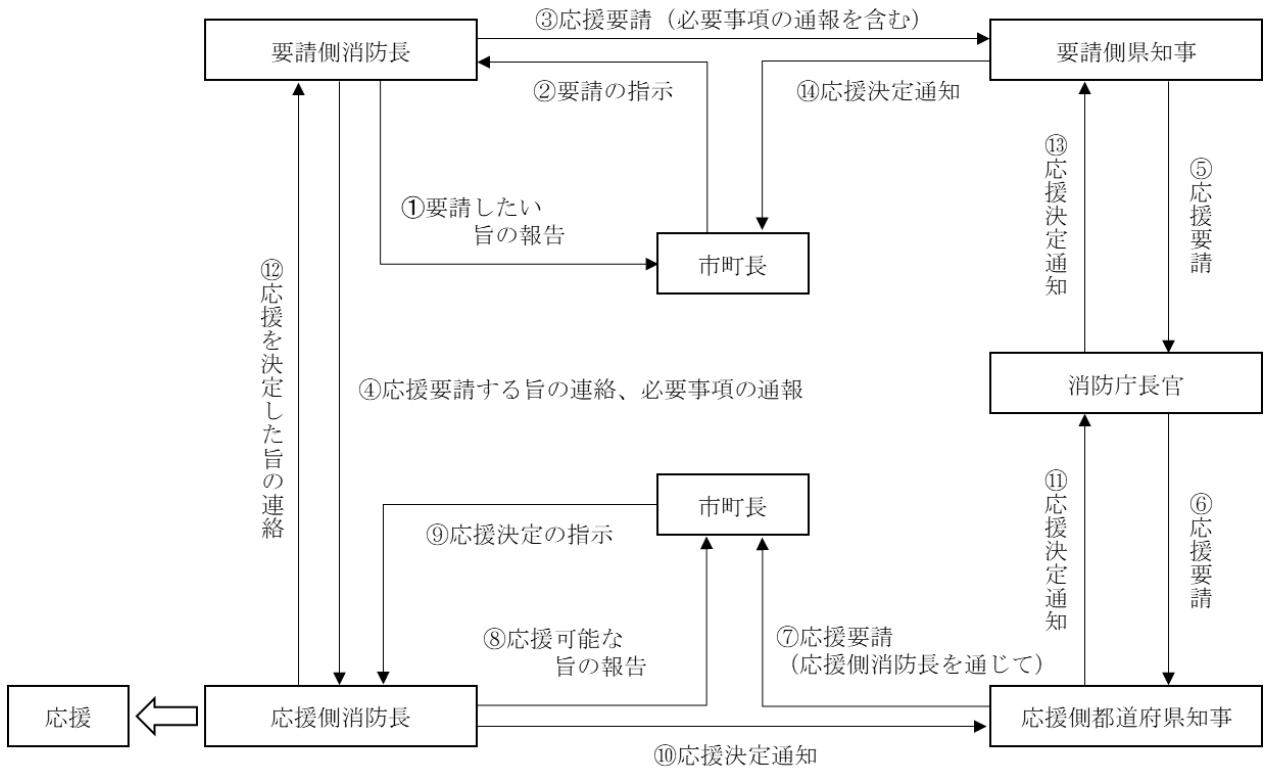 ③応援要請（必要事項の通報を含む）
要請側消防長
要請側県知事
②要請の指示
⑭応援決定通知
①要請したい
旨の報告
市町長
⑬応援決定通知
⑤応援要請
⑫応援を決定した旨の連絡
④応援要請する旨の連絡、必要事項の通報
消防庁長官
市町長
⑨応援決定の指示
⑪応援決定通知
⑥応援要請
⑧応援可能な
旨の報告
⑦応援要請
（応援側消防長を通じて）
応援
応援側消防長
応援側都道府県知事
⑩応援決定通知